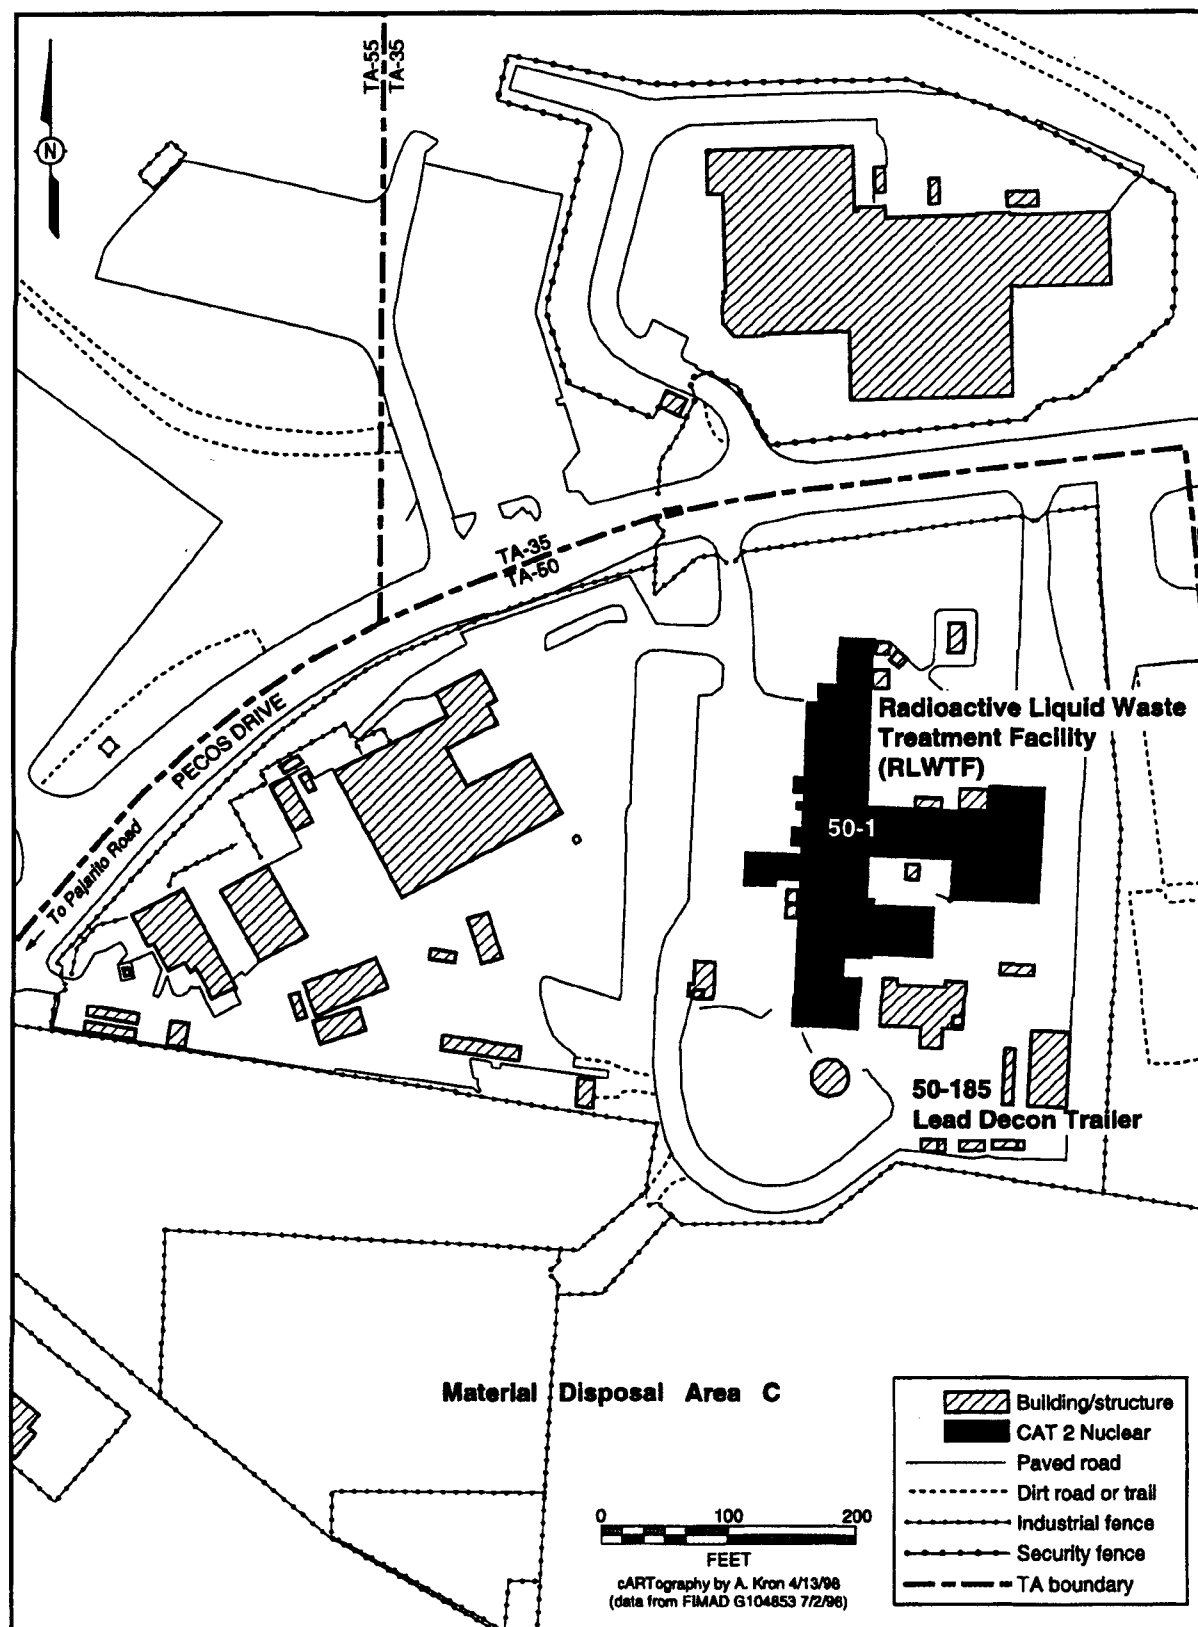 TA-55
TA-35
N
TA-35
TA-50
PECOS DRIVE
To Pajarito Road
Radioactive Liquid Waste
Treatment Facility
(RLWTF)
50-1
50-185
Lead Decon Trailer
Material Disposal Area C
Building/structure
CAT 2 Nuclear
Paved road
Dirt road or trail
Industrial fence
Security fence
TA boundary
0 100 200
FEET
cARTography by A. Kron 4/13/98
(data from FIMAD G104853 7/2/96)